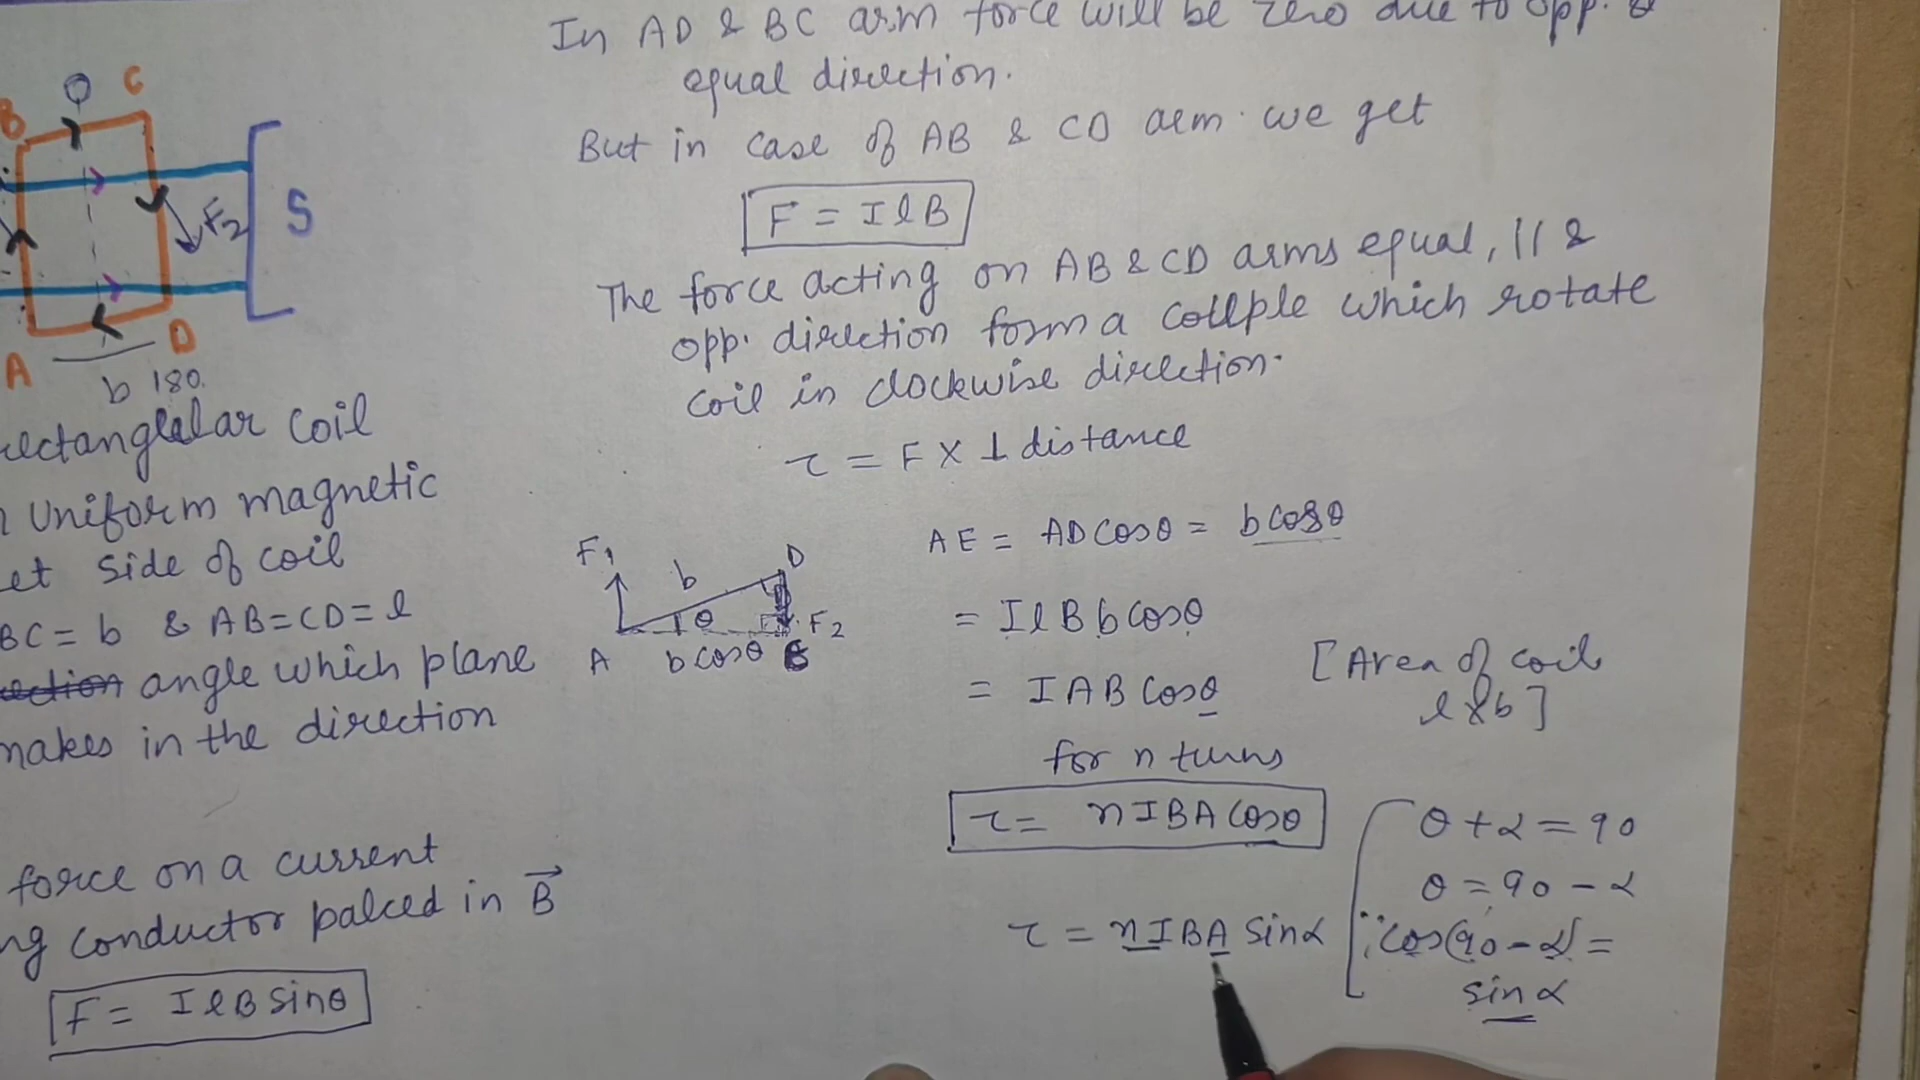 In AD & BC arm force will be zero due to opp. &
equal direction.
But in case of AB & CD arm we get
F = IlB
The force acting on AB & CD arms equal, || &
opp. direction form a couple which rotate
coil in clockwise direction.
τ = F × ⊥ distance
AE = AD cosθ = b cosθ
= IlB b cosθ
= IAB cosθ
[Area of coil
l×b]
for n turns
τ = nIBA cosθ
τ = nIBA sinα
θ + α = 90
θ = 90 - α
∵ cos(90 - α) =
sinα
F₁
b
D
θ
F₂
A
b cosθ
E
B
C
F₂
S
A
D
b 180.
rectangular coil
uniform magnetic
et side of coil
BC = b & AB = CD = l
angle which plane
makes in the direction
force on a current
ng conductor palced in B⃗
F = IlB sinθ